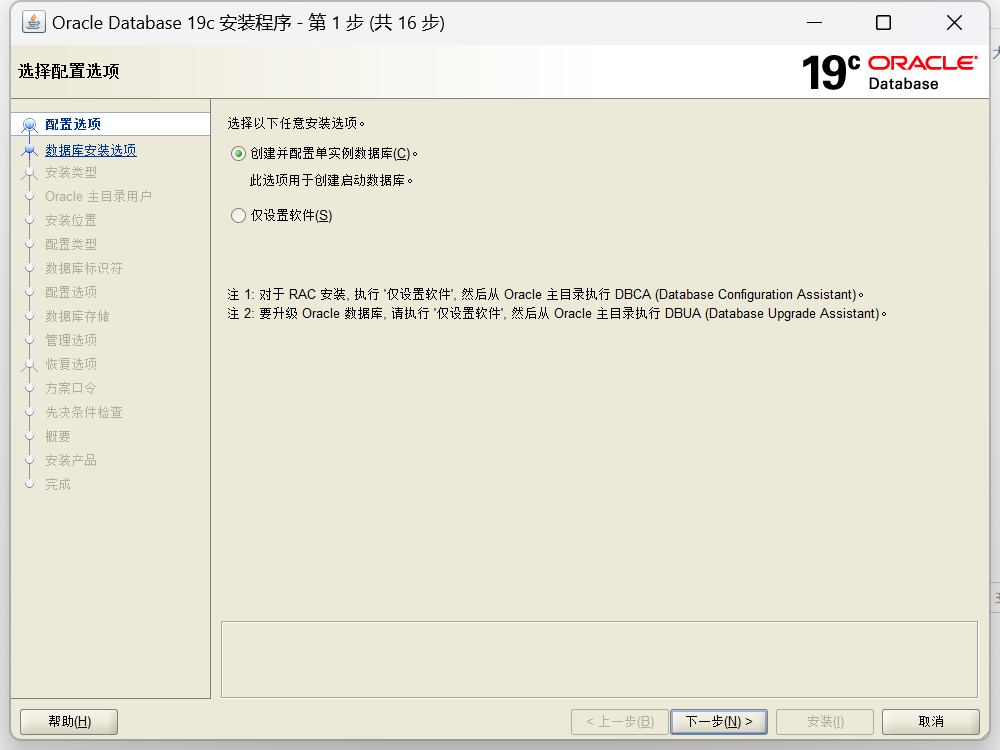 Oracle Database 19c 安装程序 - 第 1 步 (共 16 步)
选择配置选项
19c ORACLE
Database
配置选项
数据库安装选项
安装类型
Oracle 主目录用户
安装位置
配置类型
数据库标识符
配置选项
数据库存储
管理选项
恢复选项
方案口令
先决条件检查
概要
安装产品
完成
选择以下任意安装选项。
创建并配置单实例数据库(C)。
此选项用于创建启动数据库。
仅设置软件(S)
注 1: 对于 RAC 安装, 执行 '仅设置软件', 然后从 Oracle 主目录执行 DBCA (Database Configuration Assistant)。
注 2: 要升级 Oracle 数据库, 请执行 '仅设置软件', 然后从 Oracle 主目录执行 DBUA (Database Upgrade Assistant)。
帮助(H)
< 上一步(B)
下一步(N) >
安装(I)
取消